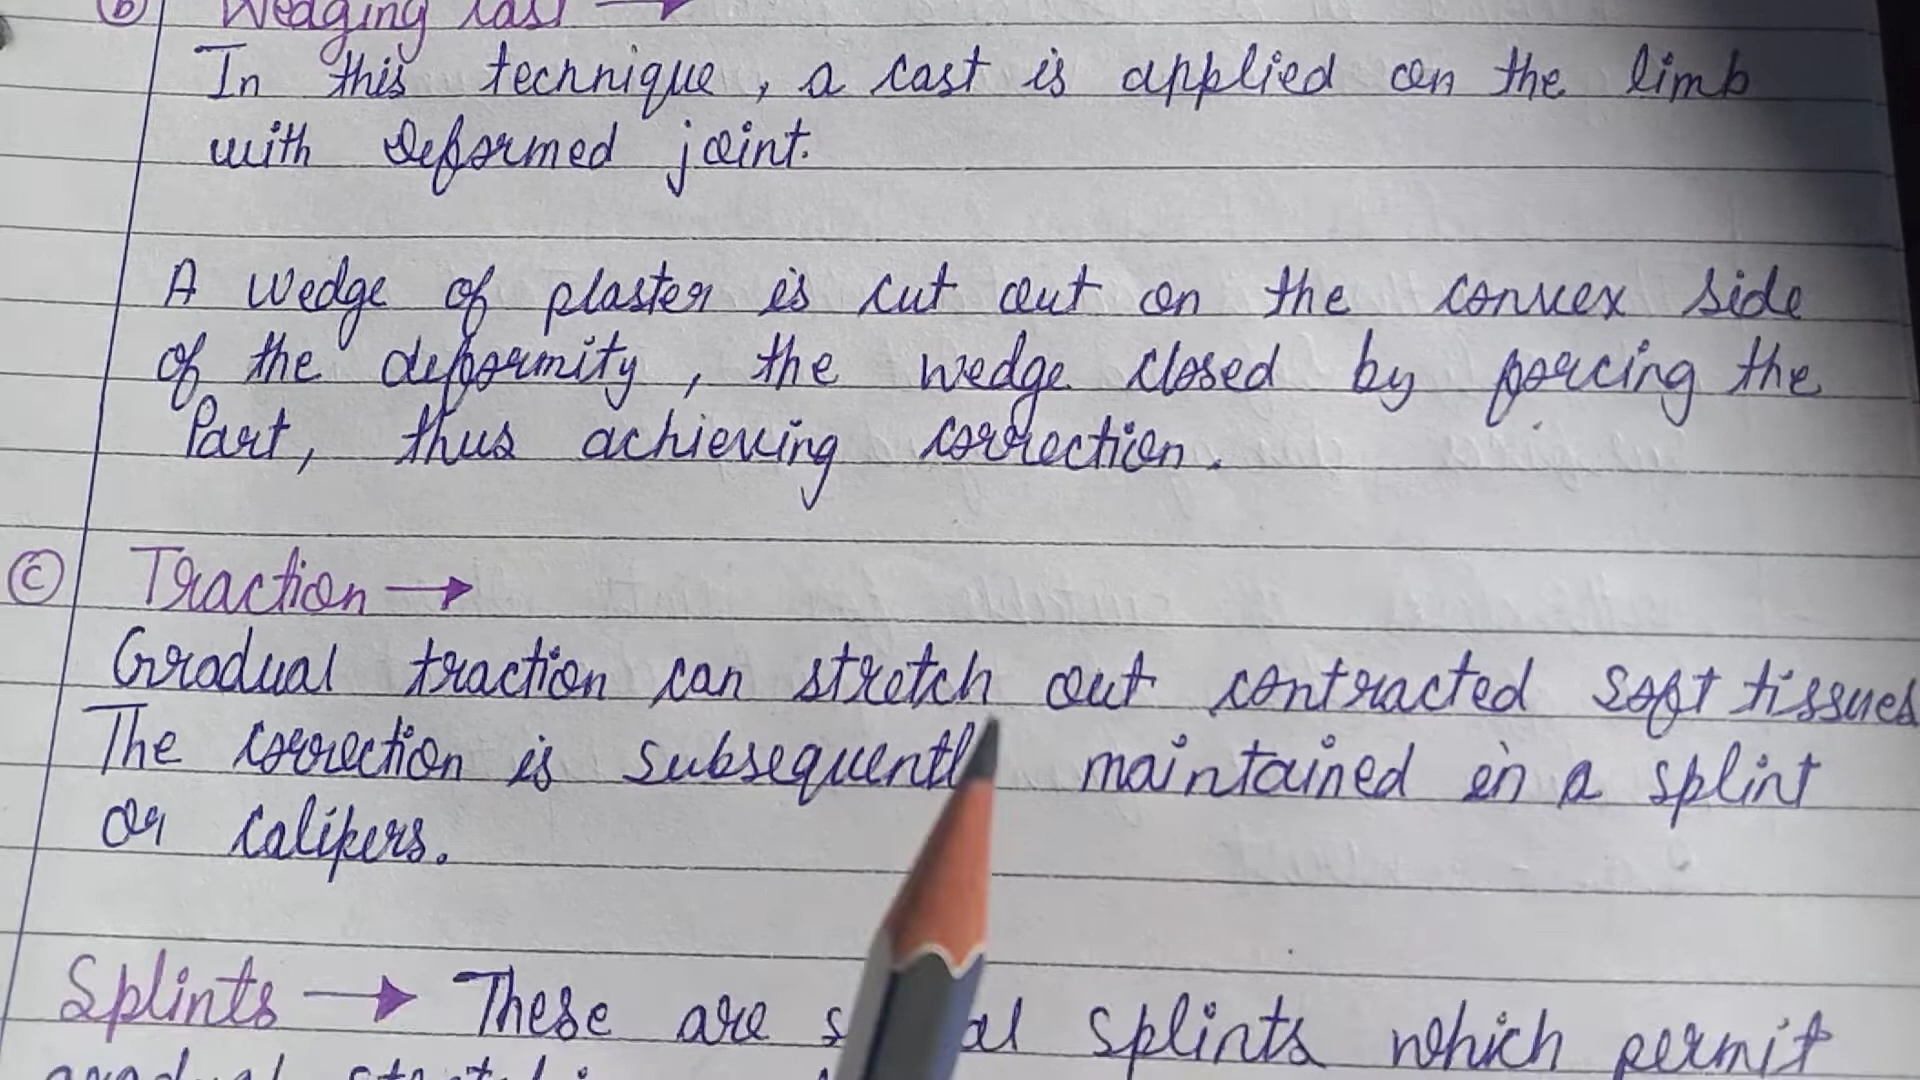 (b) Wedging cast →
In this technique, a cast is applied on the limb
with deformed joint.
A wedge of plaster is cut out on the convex side
of the deformity, the wedge closed by forcing the
Part, thus achieving correction.
(c) Traction →
Gradual traction can stretch out contracted soft tissues
The correction is subsequentl maintained in a splint
or calipers.
Splints → These are splints which permit
gradual